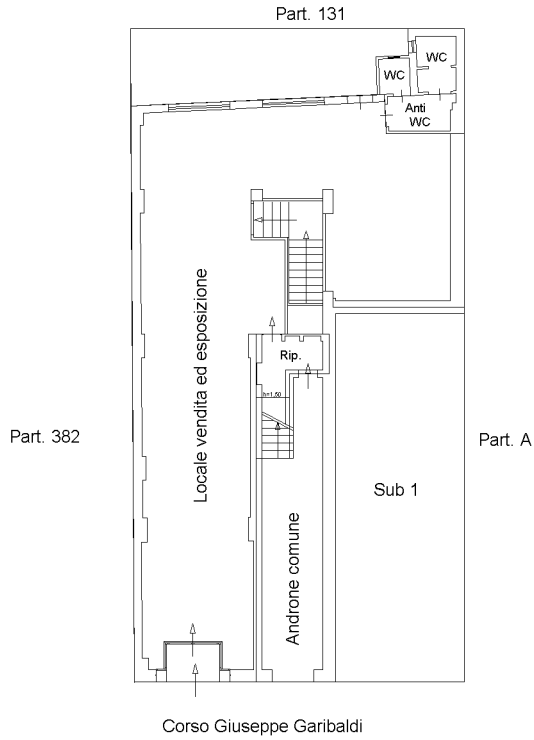 Part. 131
WC
WC
Anti
WC
Locale vendita ed esposizione
Rip.
h=1,50
Part. 382
Part. A
Sub 1
Androne comune
Corso Giuseppe Garibaldi